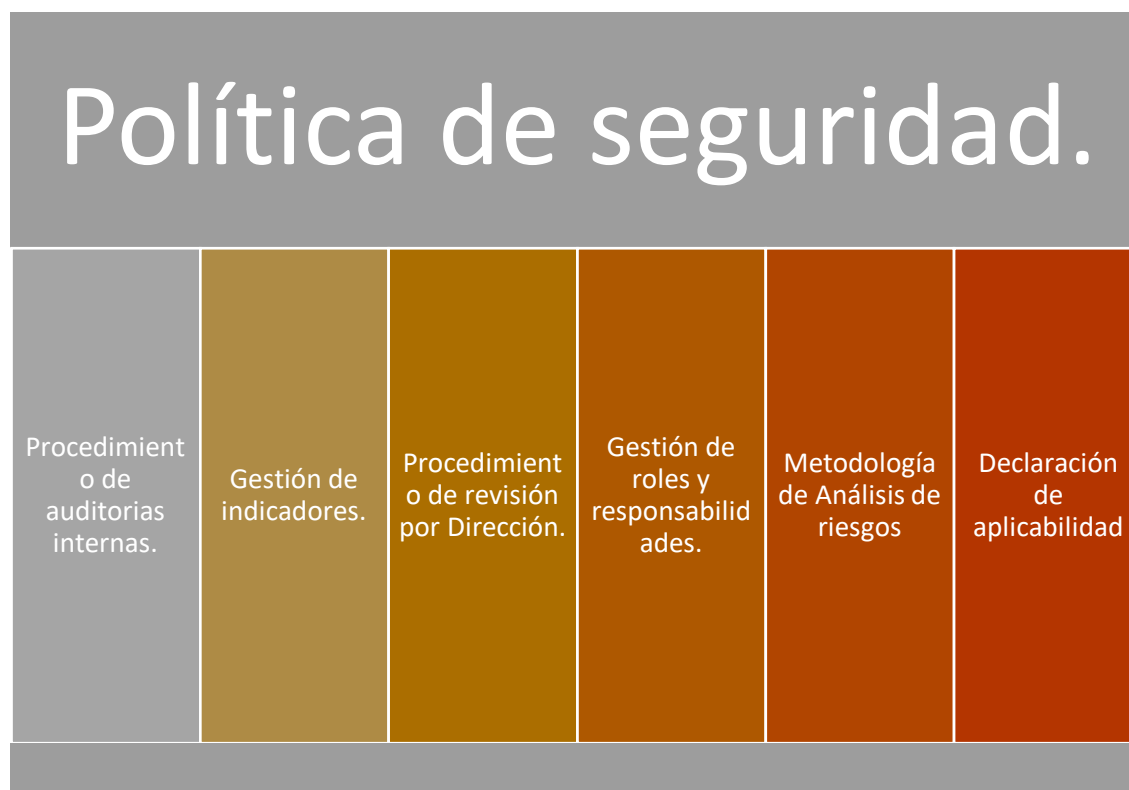 Política de seguridad.
Procedimient
o de
auditorias
internas.
Gestión de
indicadores.
Procedimient
o de revisión
por Dirección.
Gestión de
roles y
responsabilid
ades.
Metodología
de Análisis de
riesgos
Declaración
de
aplicabilidad